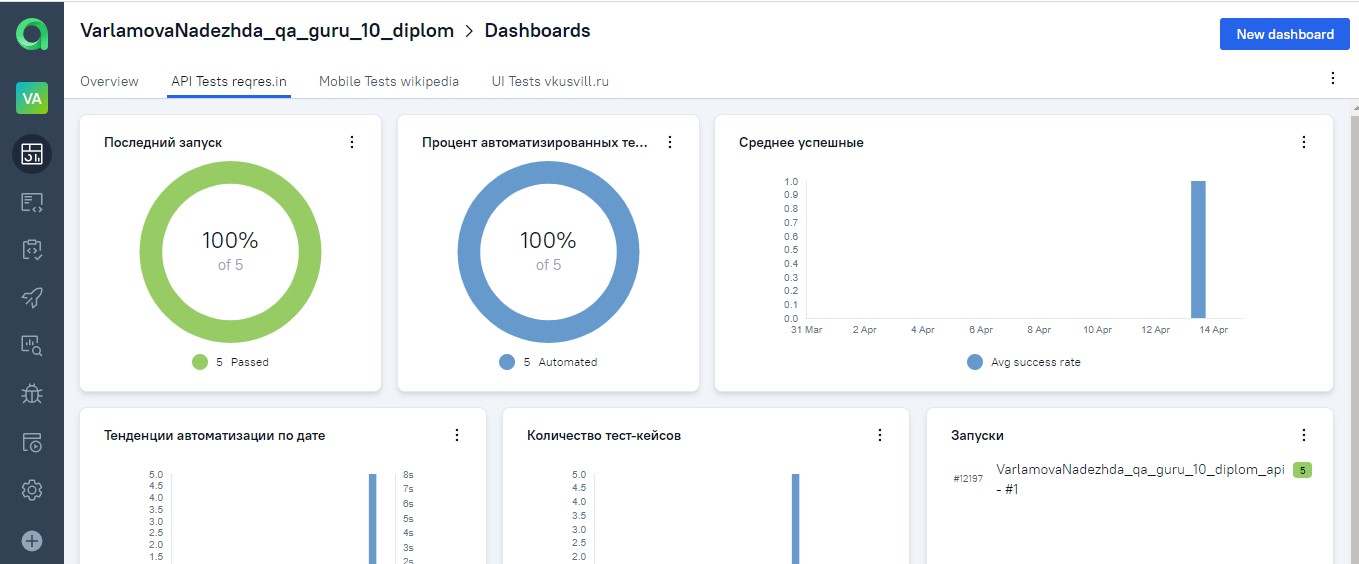 VarlamovaNadezhda_qa_guru_10_diplom > Dashboards
New dashboard
Overview
API Tests reqres.in
Mobile Tests wikipedia
UI Tests vkusvill.ru
VA
Последний запуск
100%
of 5
5 Passed
Процент автоматизированных те...
100%
of 5
5 Automated
Среднее успешные
1.0
0.9
0.8
0.7
0.6
0.5
0.4
0.3
0.2
0.1
0.0
31 Mar
2 Apr
4 Apr
6 Apr
8 Apr
10 Apr
12 Apr
14 Apr
Avg success rate
Тенденции автоматизации по дате
5.0
4.5
4.0
3.5
3.0
2.5
2.0
1.5
8s
7s
6s
5s
4s
3s
2s
Количество тест-кейсов
5.0
4.5
4.0
3.5
3.0
2.5
2.0
Запуски
#12197
VarlamovaNadezhda_qa_guru_10_diplom_api
- #1
5